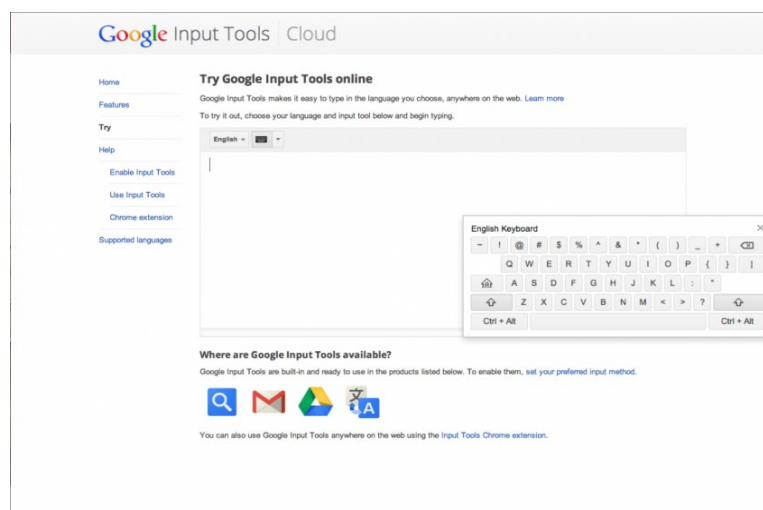 Google Input Tools Cloud
Home
Features
Try
Help
Enable Input Tools
Use Input Tools
Chrome extension
Supported languages
Try Google Input Tools online
Google Input Tools makes it easy to type in the language you choose, anywhere on the web. Learn more
To try it out, choose your language and input tool below and begin typing.
English
English Keyboard
~ ! @ # $ % ^ & * ( ) _ +
Q W E R T Y U I O P { } |
A S D F G H J K L : "
Z X C V B N M < > ?
Ctrl + Alt Ctrl + Alt
Where are Google Input Tools available?
Google Input Tools are built-in and ready to use in the products listed below. To enable them, set your preferred input method.
文 A
You can also use Google Input Tools anywhere on the web using the Input Tools Chrome extension.